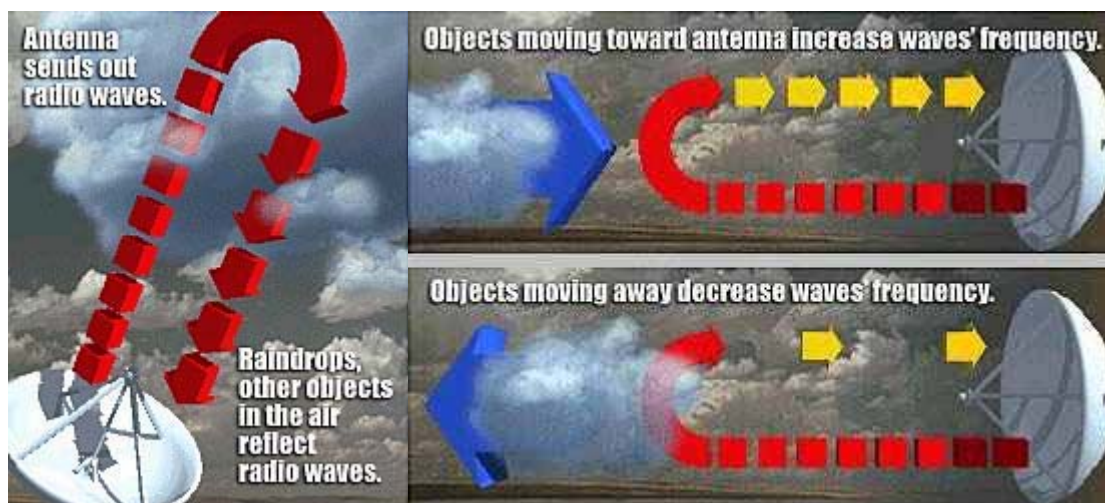 Antenna
sends out
radio waves.
Raindrops,
other objects
in the air
reflect
radio waves.
Objects moving toward antenna increase waves' frequency.
Objects moving away decrease waves' frequency.